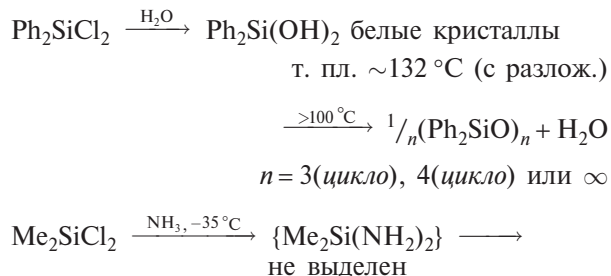 Ph₂SiCl₂ —H₂O→ Ph₂Si(OH)₂ белые кристаллы
т. пл. ~132 °C (с разлож.)
—>100 °C→ ¹/ₙ(Ph₂SiO)ₙ + H₂O
n = 3(цикло), 4(цикло) или ∞
Me₂SiCl₂ —NH₃, −35 °C→ {Me₂Si(NH₂)₂} ⟶
не выделен